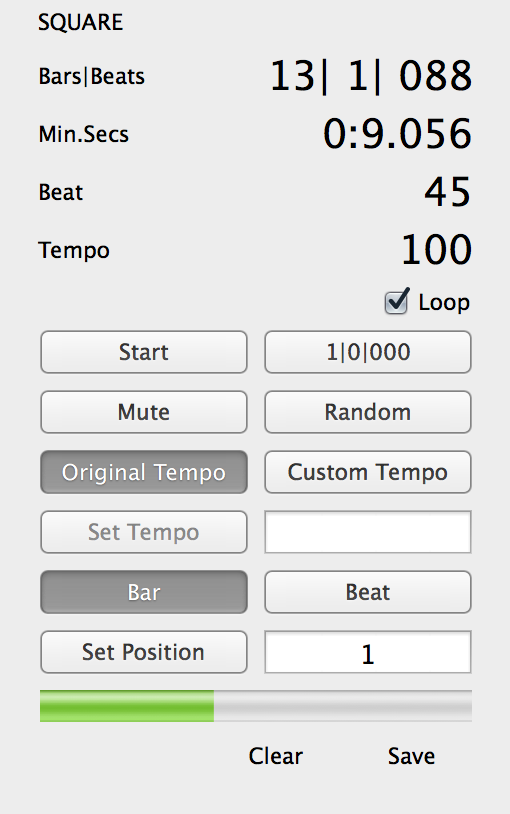 SQUARE
Bars|Beats 13| 1| 088
Min.Secs 0:9.056
Beat 45
Tempo 100
Loop
Start 1|0|000
Mute Random
Original Tempo Custom Tempo
Set Tempo
Bar Beat
Set Position 1
Clear Save